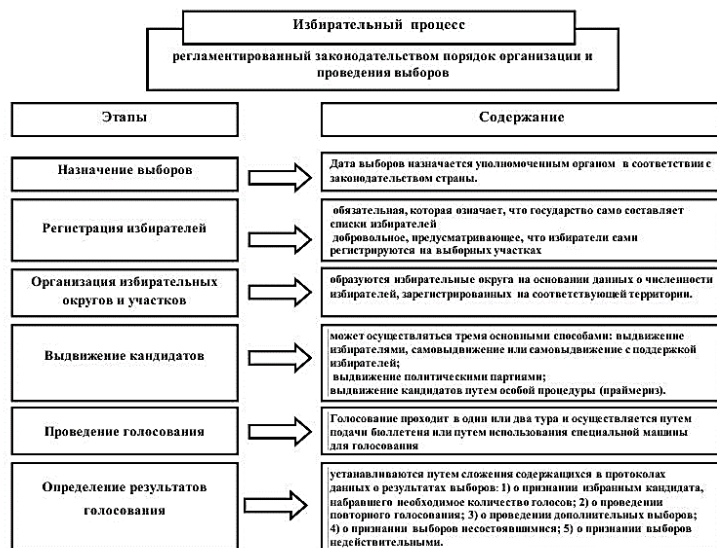 Избирательный процесс
регламентированный законодательством порядок организации и
проведения выборов
Этапы
Содержание
Назначение выборов
Дата выборов назначается уполномоченным органом в соответствии с
законодательством страны.
Регистрация избирателей
обязательная, которая означает, что государство само составляет
списки избирателей
добровольное, предусматривающее, что избиратели сами
регистрируются на выборных участках
Организация избирательных
округов и участков
образуются избирательные округа на основании данных о численности
избирателей, зарегистрированных на соответствующей территории.
Выдвижение кандидатов
может осуществляться тремя основными способами: выдвижение
избирателями, самовыдвижение или самовыдвижение с поддержкой
избирателей;
выдвижение политическими партиями;
выдвижение кандидатов путем особой процедуры (праймериз).
Проведение голосования
Голосование проходит в один или два тура и осуществляется путем
подачи бюллетеня или путем использования специальной машины
для голосования
Определение результатов
голосования
устанавливаются путем сложения содержащихся в протоколах
данных о результатах выборов: 1) о признании избранным кандидата,
набравшего необходимое количество голосов; 2) о проведении
повторного голосования; 3) о проведении дополнительных выборов;
4) о признании выборов несостоявшимися; 5) о признании выборов
недействительными.